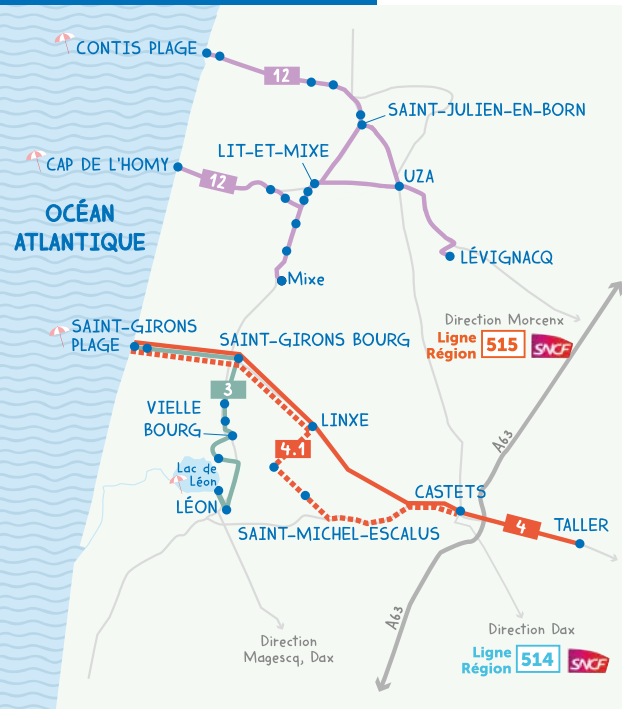 CONTIS PLAGE
12
SAINT-JULIEN-EN-BORN
LIT-ET-MIXE
CAP DE L'HOMY
12
UZA
OCÉAN
ATLANTIQUE
LÉVIGNACQ
Mixe
Direction Morcenx
Ligne
Région 515 SNCF
SAINT-GIRONS
PLAGE
SAINT-GIRONS BOURG
3
VIELLE
BOURG
LINXE
A63
4.1
Lac de
Léon
LÉON
CASTETS
4
TALLER
SAINT-MICHEL-ESCALUS
A63
Direction
Magescq, Dax
Direction Dax
Ligne
Région 514 SNCF